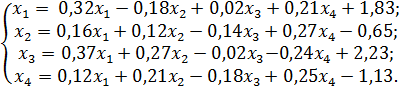 x₁ = 0,32x₁ − 0,18x₂ + 0,02x₃ + 0,21x₄ + 1,83;
x₂ = 0,16x₁ + 0,12x₂ − 0,14x₃ + 0,27x₄ − 0,65;
x₃ = 0,37x₁ + 0,27x₂ − 0,02x₃−0,24x₄ + 2,23;
x₄ = 0,12x₁ + 0,21x₂ − 0,18x₃ + 0,25x₄ − 1,13.